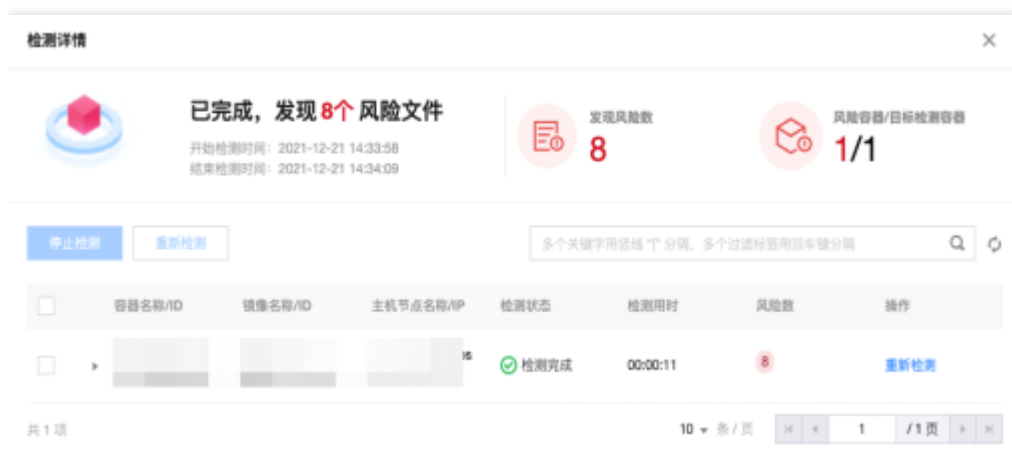 检测详情
已完成，发现 8个 风险文件
开始检测时间：2021-12-21 14:33:58
结束检测时间：2021-12-21 14:34:09
发现风险数
8
风险容器/目标检测容器
1/1
停止检测
重新检测
多个关键字用竖线 "|" 分隔，多个过滤标签用回车键分隔
容器名称/ID 镜像名称/ID 主机节点名称/IP 检测状态 检测用时 风险数 操作
检测完成 00:00:11 8 重新检测
共 1 项
10 条 / 页 1 / 1 页